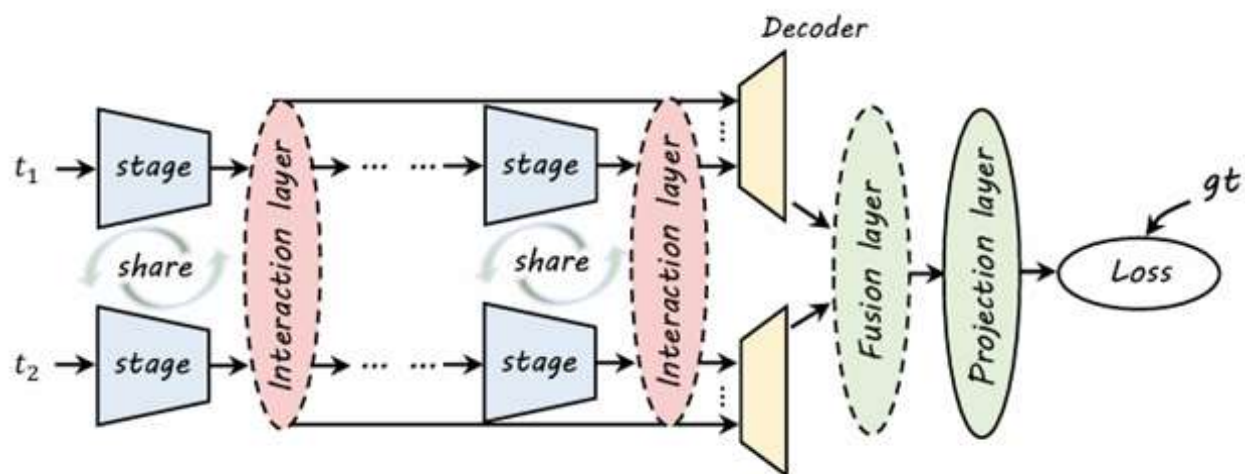 Decoder
t₁
stage
Interaction layer
... ...
stage
Interaction layer
...
share
share
Fusion layer
Projection layer
gt
Loss
t₂
stage
... ...
stage
...